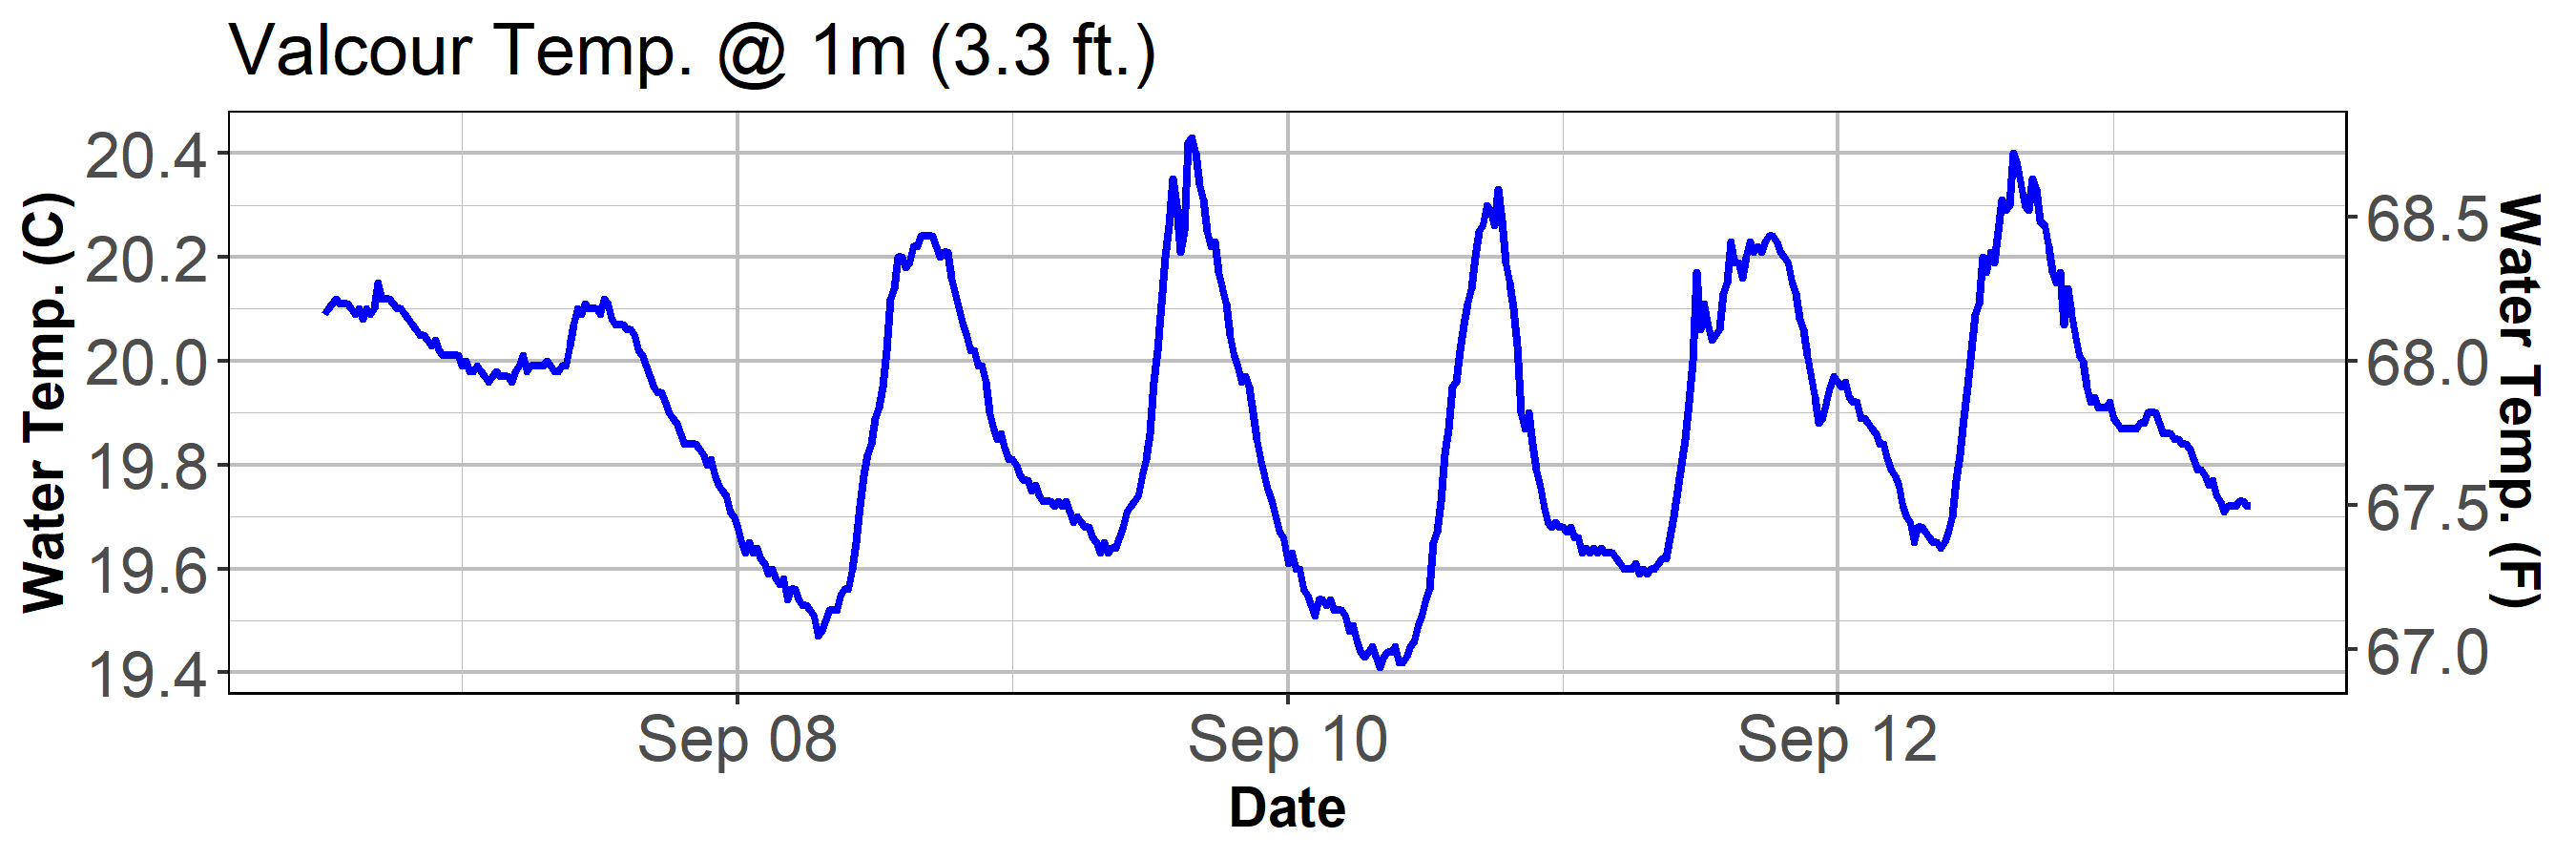 Valcour Temp. @ 1m (3.3 ft.)
Water Temp. (C)
20.4
20.2
20.0
19.8
19.6
19.4
68.5
68.0
67.5
67.0
Water Temp. (F)
Sep 08
Sep 10
Sep 12
Date